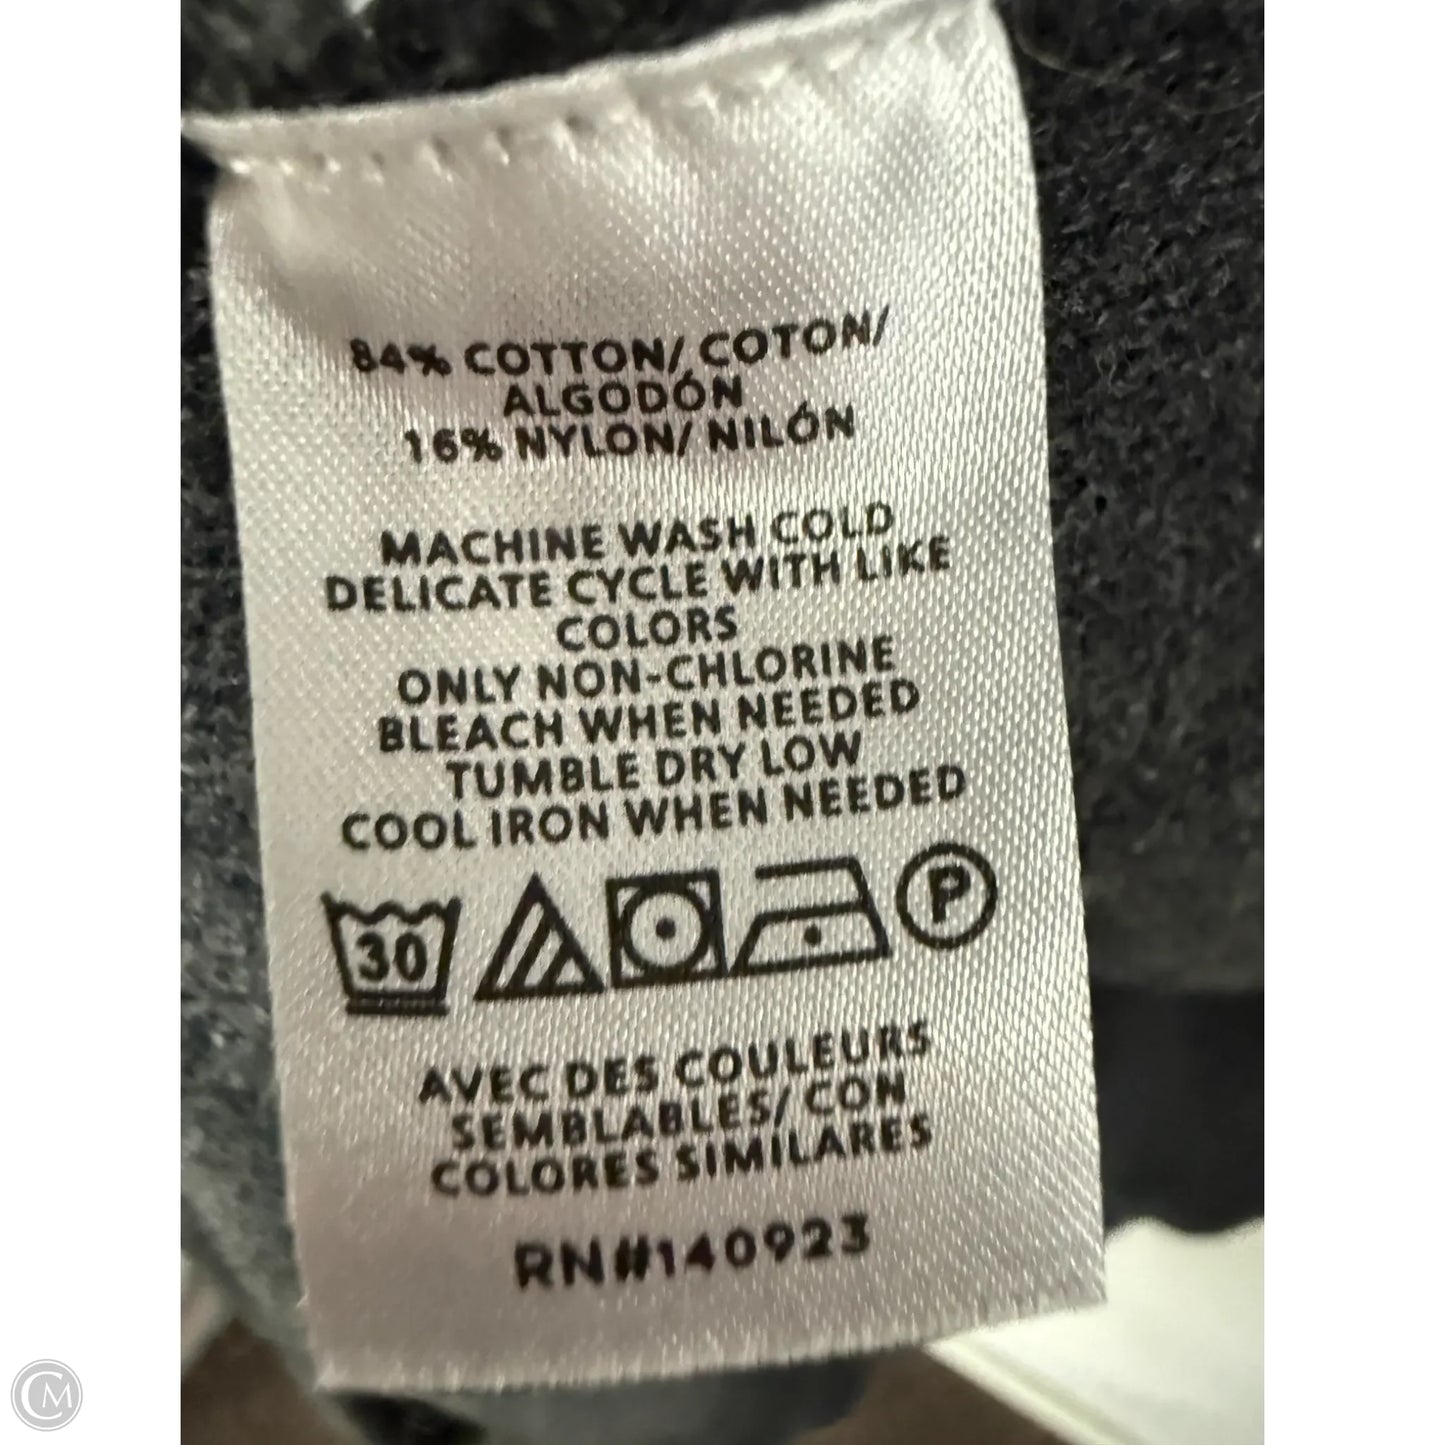 84% COTTON/ COTON/
ALGODÓN
16% NYLON/ NILÓN
MACHINE WASH COLD
DELICATE CYCLE WITH LIKE
COLORS
ONLY NON-CHLORINE
BLEACH WHEN NEEDED
TUMBLE DRY LOW
COOL IRON WHEN NEEDED
30 P
AVEC DES COULEURS
SEMBLABLES/ CON
COLORES SIMILARES
RN#140923
CM